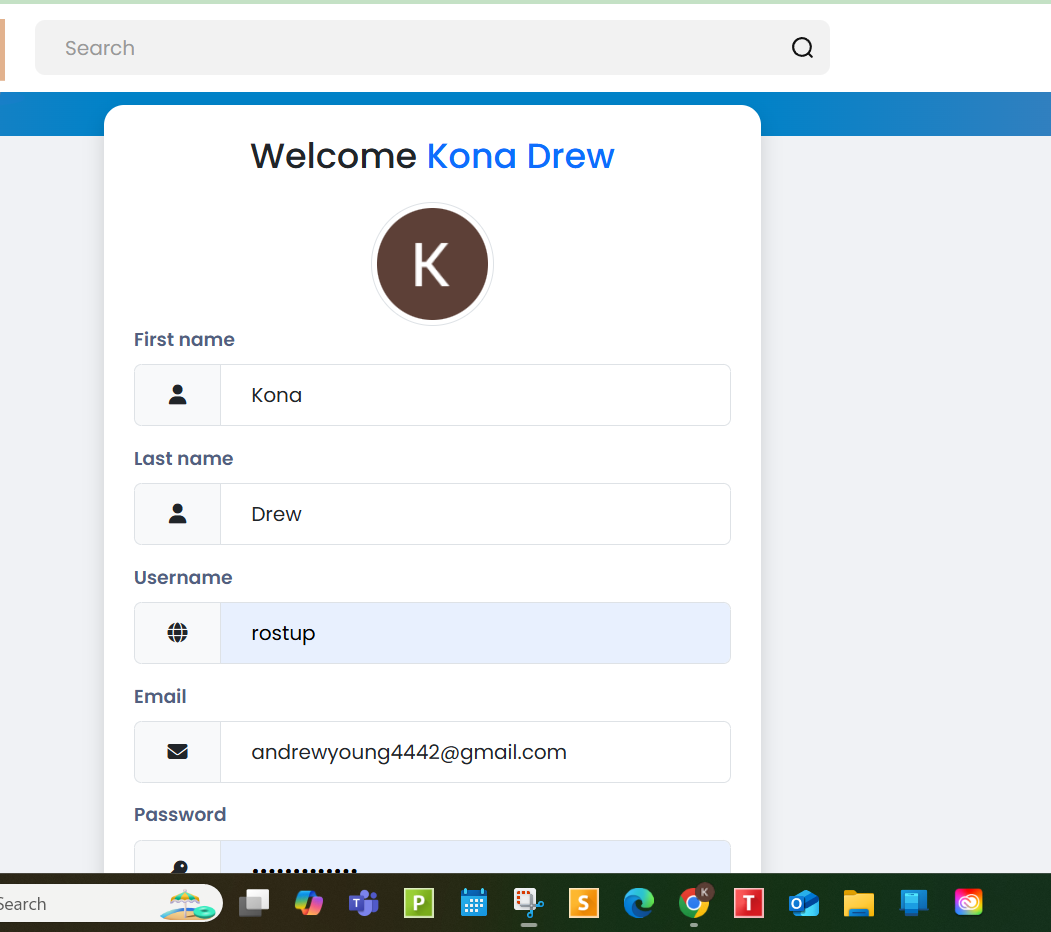 Search
Welcome Kona Drew
K
First name
Kona
Last name
Drew
Username
rostup
Email
andrewyoung4442@gmail.com
Password
•••••••••••••
Search
T
P
S
K
T
O